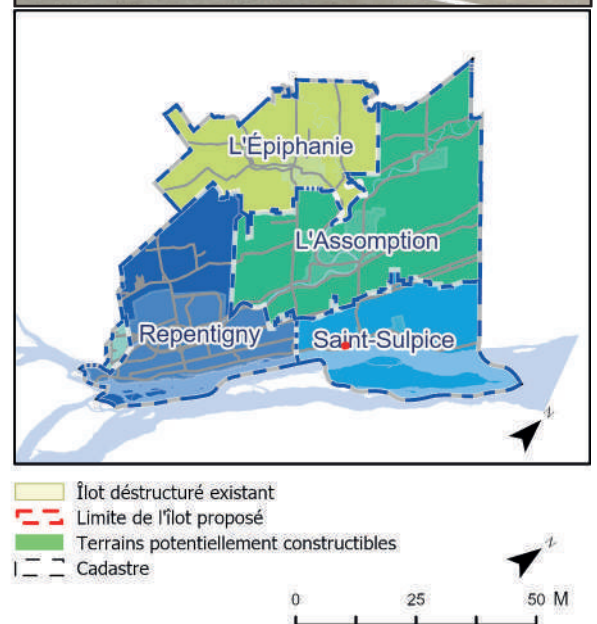 L'Épiphanie
L'Assomption
Repentigny
Saint-Sulpice
N
Îlot déstructuré existant
Limite de l'îlot proposé
Terrains potentiellement constructibles
Cadastre
N
0 25 50 M